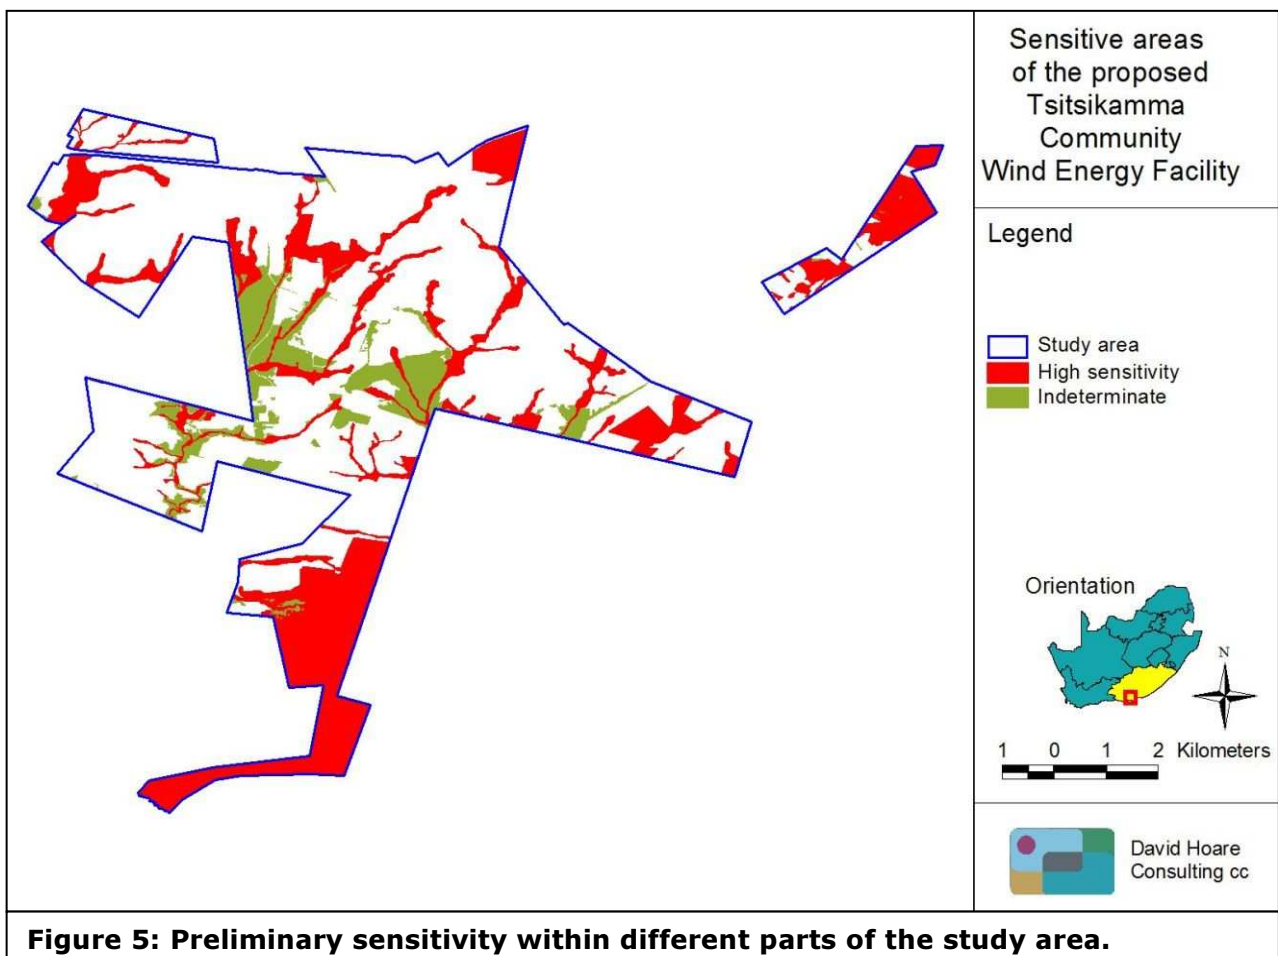 Sensitive areas
of the proposed
Tsitsikamma
Community
Wind Energy Facility
Legend
Study area
High sensitivity
Indeterminate
Orientation
N
1 0 1 2 Kilometers
David Hoare
Consulting cc
Figure 5: Preliminary sensitivity within different parts of the study area.